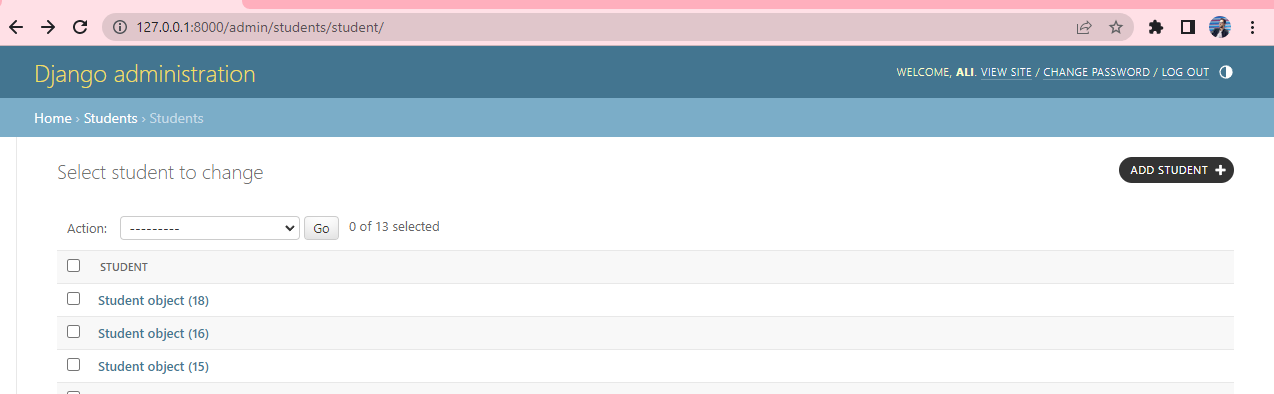 127.0.0.1:8000/admin/students/student/
Django administration
WELCOME, ALI. VIEW SITE / CHANGE PASSWORD / LOG OUT
Home › Students › Students
Select student to change
ADD STUDENT +
Action: --------- Go 0 of 13 selected
STUDENT
Student object (18)
Student object (16)
Student object (15)